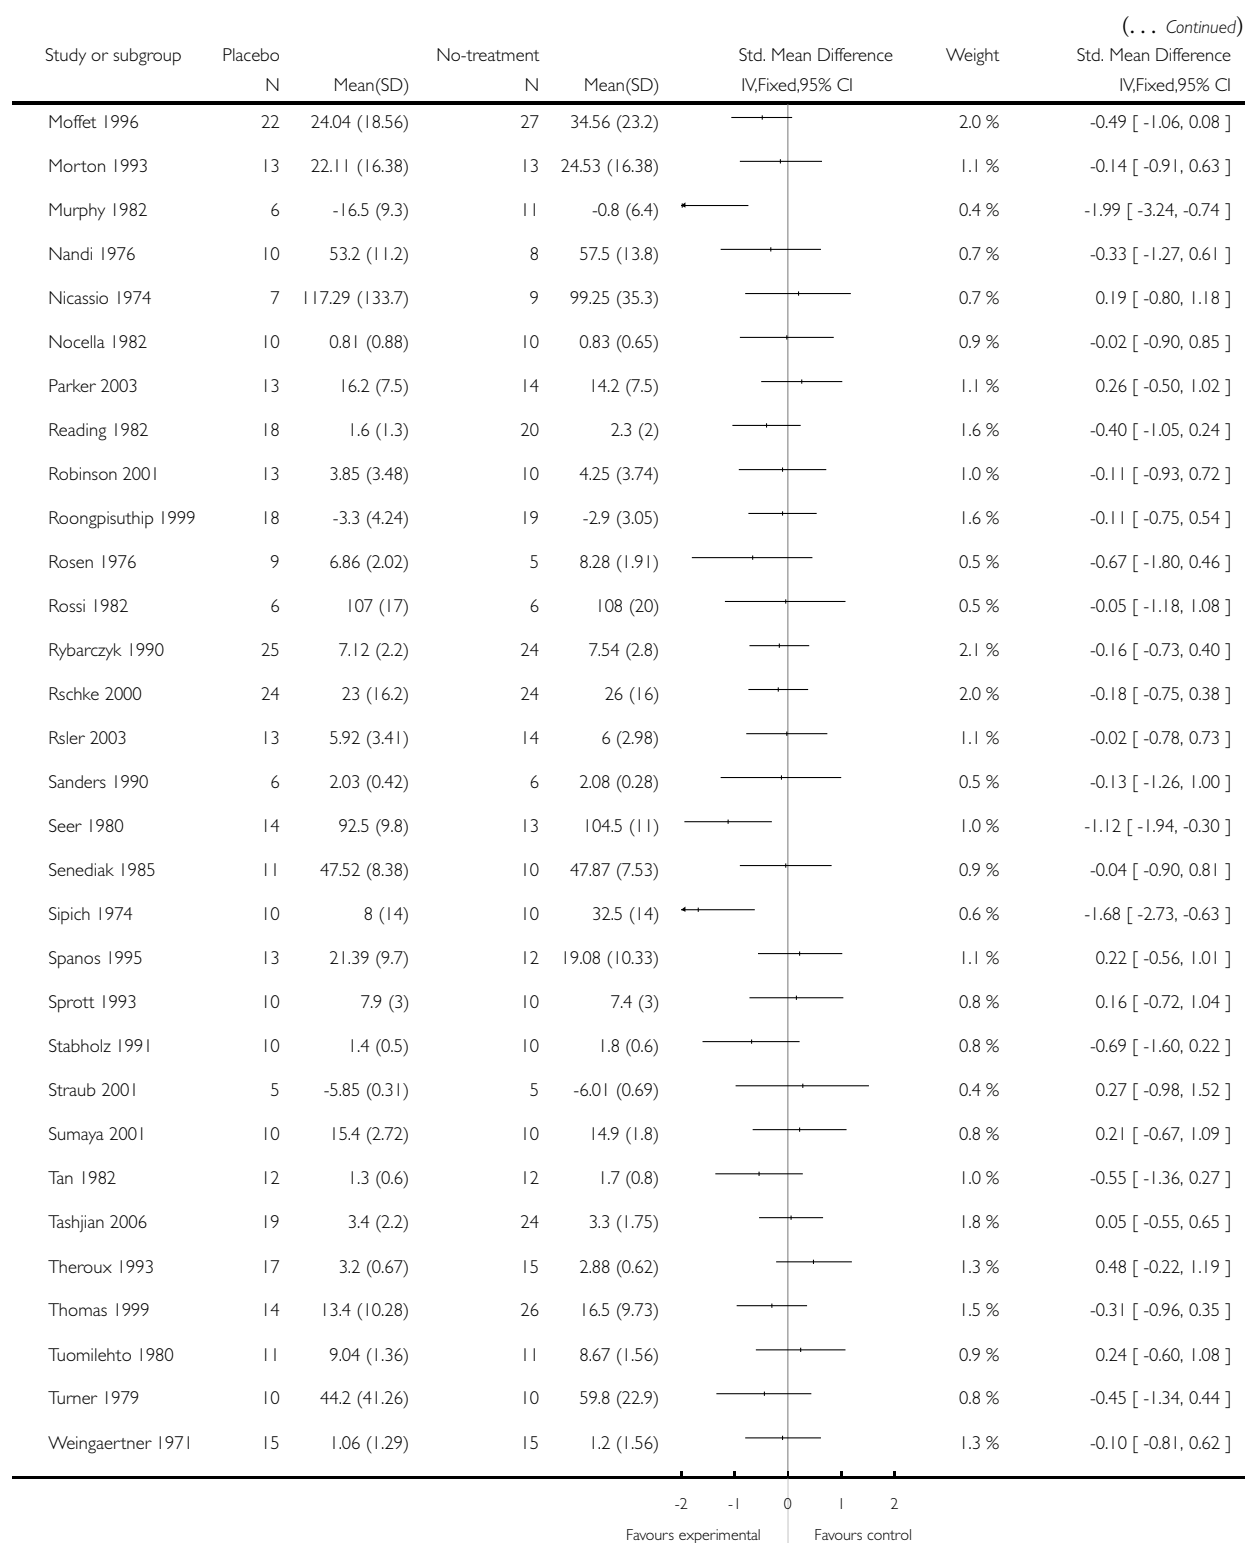 (... Continued)
Study or subgroup Placebo No-treatment Std. Mean Difference Weight Std. Mean Difference
N Mean(SD) N Mean(SD) IV,Fixed,95% CI IV,Fixed,95% CI
Moffet 1996 22 24.04 (18.56) 27 34.56 (23.2) 2.0 % -0.49 [ -1.06, 0.08 ]
Morton 1993 13 22.11 (16.38) 13 24.53 (16.38) 1.1 % -0.14 [ -0.91, 0.63 ]
Murphy 1982 6 -16.5 (9.3) 11 -0.8 (6.4) 0.4 % -1.99 [ -3.24, -0.74 ]
Nandi 1976 10 53.2 (11.2) 8 57.5 (13.8) 0.7 % -0.33 [ -1.27, 0.61 ]
Nicassio 1974 7 117.29 (133.7) 9 99.25 (35.3) 0.7 % 0.19 [ -0.80, 1.18 ]
Nocella 1982 10 0.81 (0.88) 10 0.83 (0.65) 0.9 % -0.02 [ -0.90, 0.85 ]
Parker 2003 13 16.2 (7.5) 14 14.2 (7.5) 1.1 % 0.26 [ -0.50, 1.02 ]
Reading 1982 18 1.6 (1.3) 20 2.3 (2) 1.6 % -0.40 [ -1.05, 0.24 ]
Robinson 2001 13 3.85 (3.48) 10 4.25 (3.74) 1.0 % -0.11 [ -0.93, 0.72 ]
Roongpisuthip 1999 18 -3.3 (4.24) 19 -2.9 (3.05) 1.6 % -0.11 [ -0.75, 0.54 ]
Rosen 1976 9 6.86 (2.02) 5 8.28 (1.91) 0.5 % -0.67 [ -1.80, 0.46 ]
Rossi 1982 6 107 (17) 6 108 (20) 0.5 % -0.05 [ -1.18, 1.08 ]
Rybarczyk 1990 25 7.12 (2.2) 24 7.54 (2.8) 2.1 % -0.16 [ -0.73, 0.40 ]
Rschke 2000 24 23 (16.2) 24 26 (16) 2.0 % -0.18 [ -0.75, 0.38 ]
Rsler 2003 13 5.92 (3.41) 14 6 (2.98) 1.1 % -0.02 [ -0.78, 0.73 ]
Sanders 1990 6 2.03 (0.42) 6 2.08 (0.28) 0.5 % -0.13 [ -1.26, 1.00 ]
Seer 1980 14 92.5 (9.8) 13 104.5 (11) 1.0 % -1.12 [ -1.94, -0.30 ]
Senediak 1985 11 47.52 (8.38) 10 47.87 (7.53) 0.9 % -0.04 [ -0.90, 0.81 ]
Sipich 1974 10 8 (14) 10 32.5 (14) 0.6 % -1.68 [ -2.73, -0.63 ]
Spanos 1995 13 21.39 (9.7) 12 19.08 (10.33) 1.1 % 0.22 [ -0.56, 1.01 ]
Sprott 1993 10 7.9 (3) 10 7.4 (3) 0.8 % 0.16 [ -0.72, 1.04 ]
Stabholz 1991 10 1.4 (0.5) 10 1.8 (0.6) 0.8 % -0.69 [ -1.60, 0.22 ]
Straub 2001 5 -5.85 (0.31) 5 -6.01 (0.69) 0.4 % 0.27 [ -0.98, 1.52 ]
Sumaya 2001 10 15.4 (2.72) 10 14.9 (1.8) 0.8 % 0.21 [ -0.67, 1.09 ]
Tan 1982 12 1.3 (0.6) 12 1.7 (0.8) 1.0 % -0.55 [ -1.36, 0.27 ]
Tashjian 2006 19 3.4 (2.2) 24 3.3 (1.75) 1.8 % 0.05 [ -0.55, 0.65 ]
Theroux 1993 17 3.2 (0.67) 15 2.88 (0.62) 1.3 % 0.48 [ -0.22, 1.19 ]
Thomas 1999 14 13.4 (10.28) 26 16.5 (9.73) 1.5 % -0.31 [ -0.96, 0.35 ]
Tuomilehto 1980 11 9.04 (1.36) 11 8.67 (1.56) 0.9 % 0.24 [ -0.60, 1.08 ]
Turner 1979 10 44.2 (41.26) 10 59.8 (22.9) 0.8 % -0.45 [ -1.34, 0.44 ]
Weingaertner 1971 15 1.06 (1.29) 15 1.2 (1.56) 1.3 % -0.10 [ -0.81, 0.62 ]
-2 -1 0 1 2
Favours experimental Favours control